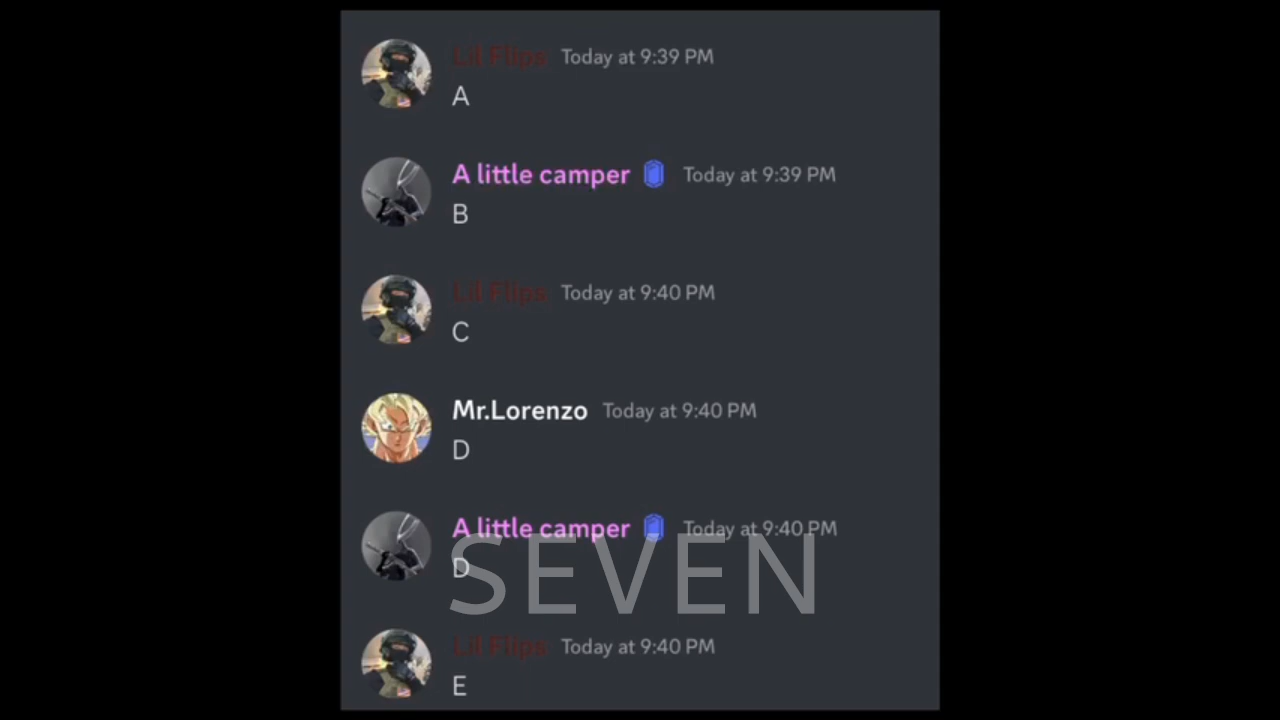 Lil Flips Today at 9:39 PM
A
A little camper Today at 9:39 PM
B
Lil Flips Today at 9:40 PM
C
Mr.Lorenzo Today at 9:40 PM
D
A little camper Today at 9:40 PM
D
SEVEN
Lil Flips Today at 9:40 PM
E